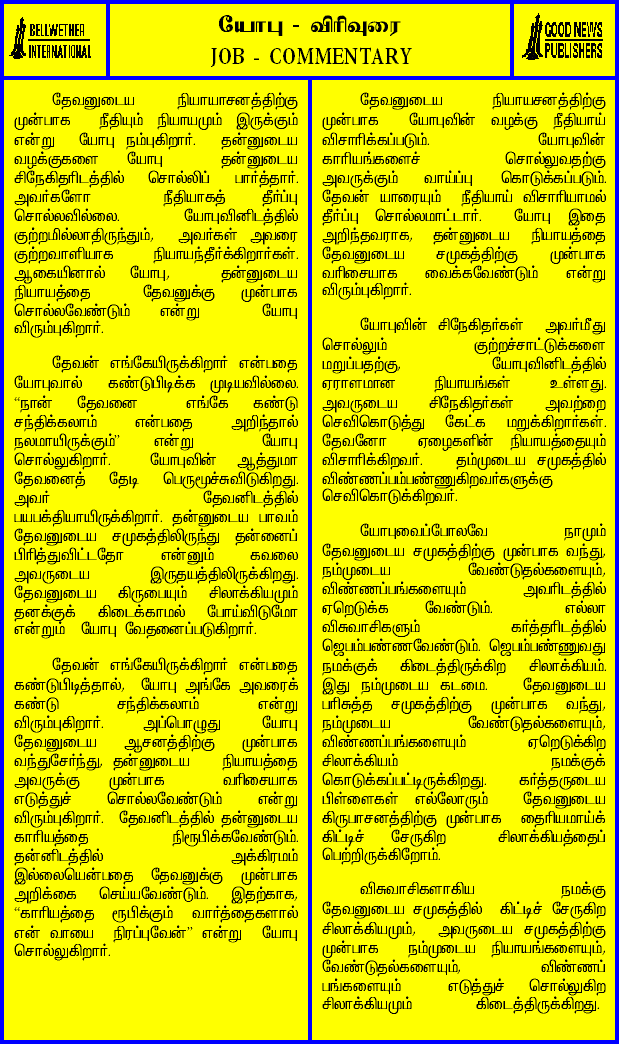 BELLWETHER
INTERNATIONAL
யோபு - விரிவுரை
JOB - COMMENTARY
GOOD NEWS
PUBLISHERS
தேவனுடைய நியாயாசனத்திற்கு
முன்பாக நீதியும் நியாயமும் இருக்கும்
என்று யோபு நம்புகிறார். தன்னுடைய
வழக்குகளை யோபு தன்னுடைய
சிநேகிதரிடத்தில் சொல்லிப் பார்த்தார்.
அவர்களோ நீதியாகத் தீர்ப்பு
சொல்லவில்லை. யோபுவினிடத்தில்
குற்றமில்லாதிருந்தும், அவர்கள் அவரை
குற்றவாளியாக நியாயந்தீர்க்கிறார்கள்.
ஆகையினால் யோபு, தன்னுடைய
நியாயத்தை தேவனுக்கு முன்பாக
சொல்லவேண்டும் என்று யோபு
விரும்புகிறார்.
தேவன் எங்கேயிருக்கிறார் என்பதை
யோபுவால் கண்டுபிடிக்க முடியவில்லை.
“நான் தேவனை எங்கே கண்டு
சந்திக்கலாம் என்பதை அறிந்தால்
நலமாயிருக்கும்” என்று யோபு
சொல்லுகிறார். யோபுவின் ஆத்துமா
தேவனைத் தேடி பெருமூச்சுவிடுகிறது.
அவர் தேவனிடத்தில்
பயபக்தியாயிருக்கிறார். தன்னுடைய பாவம்
தேவனுடைய சமுகத்திலிருந்து தன்னைப்
பிரித்துவிட்டதோ என்னும் கவலை
அவருடைய இருதயத்திலிருக்கிறது.
தேவனுடைய கிருபையும் சிலாக்கியமும்
தனக்குக் கிடைக்காமல் போய்விடுமோ
என்றும் யோபு வேதனைப்படுகிறார்.
தேவன் எங்கேயிருக்கிறார் என்பதை
கண்டுபிடித்தால், யோபு அங்கே அவரைக்
கண்டு சந்திக்கலாம் என்று
விரும்புகிறார். அப்பொழுது யோபு
தேவனுடைய ஆசனத்திற்கு முன்பாக
வந்துசேர்ந்து, தன்னுடைய நியாயத்தை
அவருக்கு முன்பாக வரிசையாக
எடுத்துச் சொல்லவேண்டும் என்று
விரும்புகிறார். தேவனிடத்தில் தன்னுடைய
காரியத்தை நிரூபிக்கவேண்டும்.
தன்னிடத்தில் அக்கிரமம்
இல்லையென்பதை தேவனுக்கு முன்பாக
அறிக்கை செய்யவேண்டும். இதற்காக,
“காரியத்தை ரூபிக்கும் வார்த்தைகளால்
என் வாயை நிரப்புவேன்” என்று யோபு
சொல்லுகிறார்.
தேவனுடைய நியாயசனத்திற்கு
முன்பாக யோபுவின் வழக்கு நீதியாய்
விசாரிக்கப்படும். யோபுவின்
காரியங்களைச் சொல்லுவதற்கு
அவருக்கும் வாய்ப்பு கொடுக்கப்படும்.
தேவன் யாரையும் நீதியாய் விசாரியாமல்
தீர்ப்பு சொல்லமாட்டார். யோபு இதை
அறிந்தவராக, தன்னுடைய நியாயத்தை
தேவனுடைய சமுகத்திற்கு முன்பாக
வரிசையாக வைக்கவேண்டும் என்று
விரும்புகிறார்.
யோபுவின் சிநேகிதர்கள் அவர்மீது
சொல்லும் குற்றச்சாட்டுக்களை
மறுப்பதற்கு, யோபுவினிடத்தில்
ஏராளமான நியாயங்கள் உள்ளது.
அவருடைய சிநேகிதர்கள் அவற்றை
செவிகொடுத்து கேட்க மறுக்கிறார்கள்.
தேவனோ ஏழைகளின் நியாயத்தையும்
விசாரிக்கிறவர். தம்முடைய சமுகத்தில்
விண்ணப்பம்பண்ணுகிறவர்களுக்கு
செவிகொடுக்கிறவர்.
யோபுவைப்போலவே நாமும்
தேவனுடைய சமுகத்திற்கு முன்பாக வந்து,
நம்முடைய வேண்டுதல்களையும்,
விண்ணப்பங்களையும் அவரிடத்தில்
ஏறெடுக்க வேண்டும். எல்லா
விசுவாசிகளும் கர்த்தரிடத்தில்
ஜெபம்பண்ணவேண்டும். ஜெபம்பண்ணுவது
நமக்குக் கிடைத்திருக்கிற சிலாக்கியம்.
இது நம்முடைய கடமை. தேவனுடைய
பரிசுத்த சமுகத்திற்கு முன்பாக வந்து,
நம்முடைய வேண்டுதல்களையும்,
விண்ணப்பங்களையும் ஏறெடுக்கிற
சிலாக்கியம் நமக்குக்
கொடுக்கப்பட்டிருக்கிறது. கர்த்தருடைய
பிள்ளைகள் எல்லோரும் தேவனுடைய
கிருபாசனத்திற்கு முன்பாக தைரியமாய்க்
கிட்டிச் சேருகிற சிலாக்கியத்தைப்
பெற்றிருக்கிறோம்.
விசுவாசிகளாகிய நமக்கு
தேவனுடைய சமுகத்தில் கிட்டிச் சேருகிற
சிலாக்கியமும், அவருடைய சமுகத்திற்கு
முன்பாக நம்முடைய நியாயங்களையும்,
வேண்டுதல்களையும், விண்ணப்
பங்களையும் எடுத்துச் சொல்லுகிற
சிலாக்கியமும் கிடைத்திருக்கிறது.